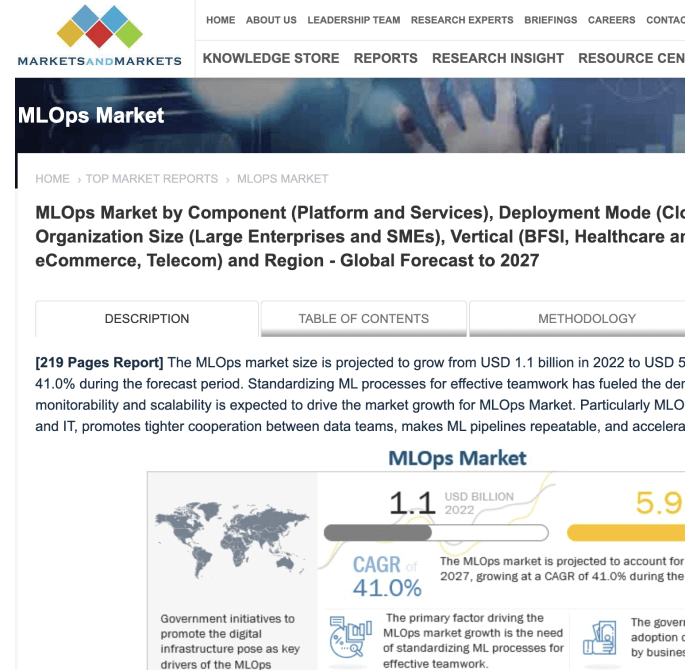 HOME ABOUT US LEADERSHIP TEAM RESEARCH EXPERTS BRIEFINGS CAREERS
MARKETSANDMARKETS
KNOWLEDGE STORE REPORTS RESEARCH INSIGHT RESOURCE
MLOps Market
HOME › TOP MARKET REPORTS › MLOPS MARKET
MLOps Market by Component (Platform and Services), Deployment Mode
Organization Size (Large Enterprises and SMEs), Vertical (BFSI, Healthcare
eCommerce, Telecom) and Region - Global Forecast to 2027
DESCRIPTION TABLE OF CONTENTS METHODOLOGY
[219 Pages Report] The MLOps market size is projected to grow from USD 1.1 billion in 2022 to USD 5
41.0% during the forecast period. Standardizing ML processes for effective teamwork has fueled the
monitorability and scalability is expected to drive the market growth for MLOps Market. Particularly
and IT, promotes tighter cooperation between data teams, makes ML pipelines repeatable, and
MLOps Market
1.1 USD BILLION 2022
5.9
CAGR of
41.0%
The MLOps market is projected to account for
2027, growing at a CAGR of 41.0% during the
Government initiatives to
promote the digital
infrastructure pose as key
drivers of the MLOps
The primary factor driving the
MLOps market growth is the need
of standardizing ML processes for
effective teamwork.
The
adoption
by